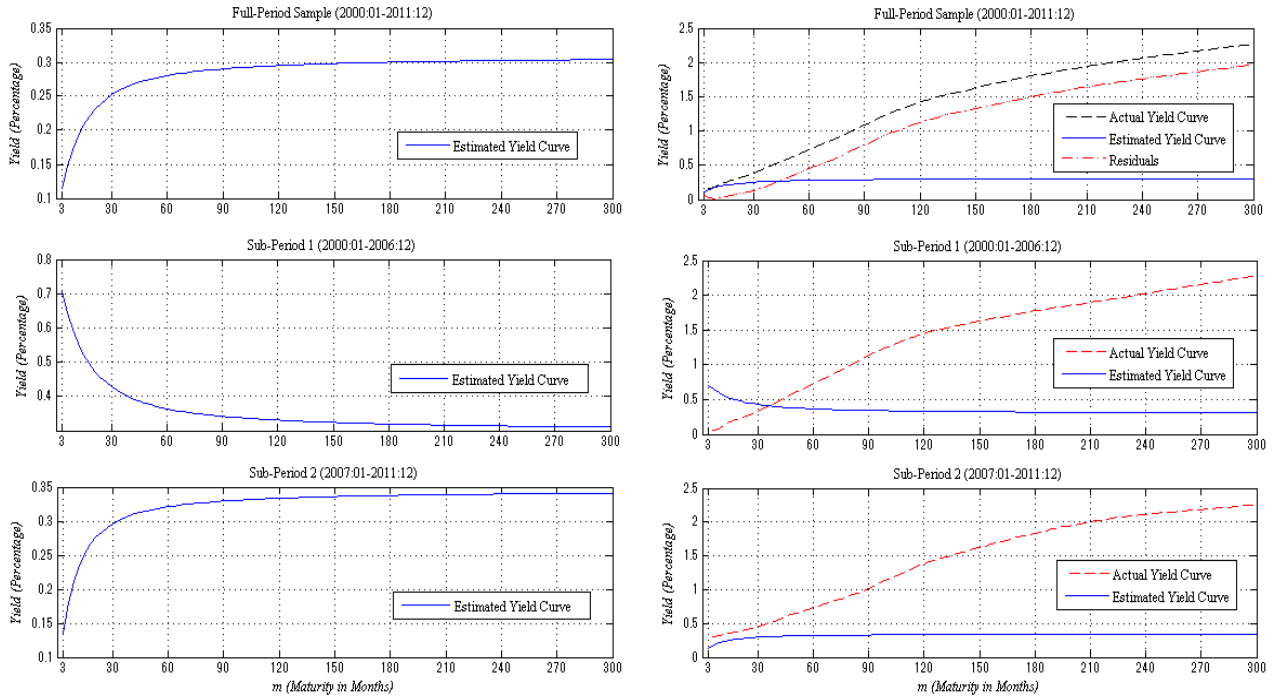 Full-Period Sample (2000:01-2011:12)
0.35
0.3
0.25
0.2
0.15
0.1
Yield (Percentage)
Estimated Yield Curve
3 30 60 90 120 150 180 210 240 270 300
Full-Period Sample (2000:01-2011:12)
2.5
2
1.5
1
0.5
0
Yield (Percentage)
Actual Yield Curve
Estimated Yield Curve
Residuals
3 30 60 90 120 150 180 210 240 270 300
Sub-Period 1 (2000:01-2006:12)
0.8
0.7
0.6
0.5
0.4
Yield (Percentage)
Estimated Yield Curve
3 30 60 90 120 150 180 210 240 270 300
Sub-Period 1 (2000:01-2006:12)
2.5
2
1.5
1
0.5
0
Yield (Percentage)
Actual Yield Curve
Estimated Yield Curve
3 30 60 90 120 150 180 210 240 270 300
Sub-Period 2 (2007:01-2011:12)
0.35
0.3
0.25
0.2
0.15
0.1
Yield (Percentage)
Estimated Yield Curve
3 30 60 90 120 150 180 210 240 270 300
m (Maturity in Months)
Sub-Period 2 (2007:01-2011:12)
2.5
2
1.5
1
0.5
0
Yield (Percentage)
Actual Yield Curve
Estimated Yield Curve
3 30 60 90 120 150 180 210 240 270 300
m (Maturity in Months)